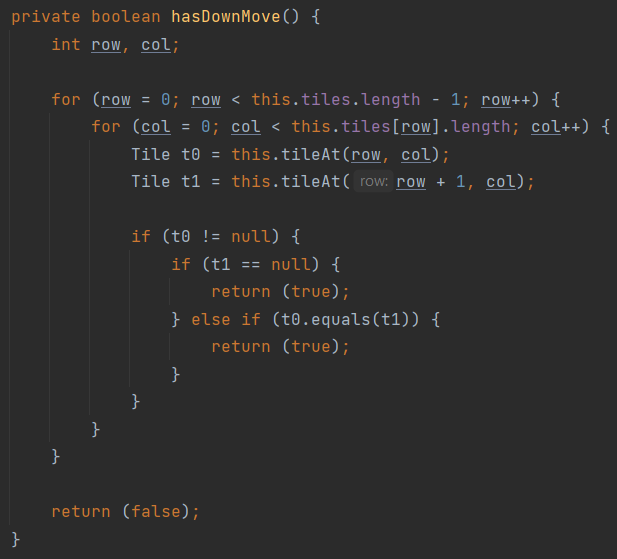 private boolean hasDownMove() {
    int row, col;

    for (row = 0; row < this.tiles.length - 1; row++) {
        for (col = 0; col < this.tiles[row].length; col++) {
            Tile t0 = this.tileAt(row, col);
            Tile t1 = this.tileAt( row: row + 1, col);

            if (t0 != null) {
                if (t1 == null) {
                    return (true);
                } else if (t0.equals(t1)) {
                    return (true);
                }
            }
        }
    }

    return (false);
}